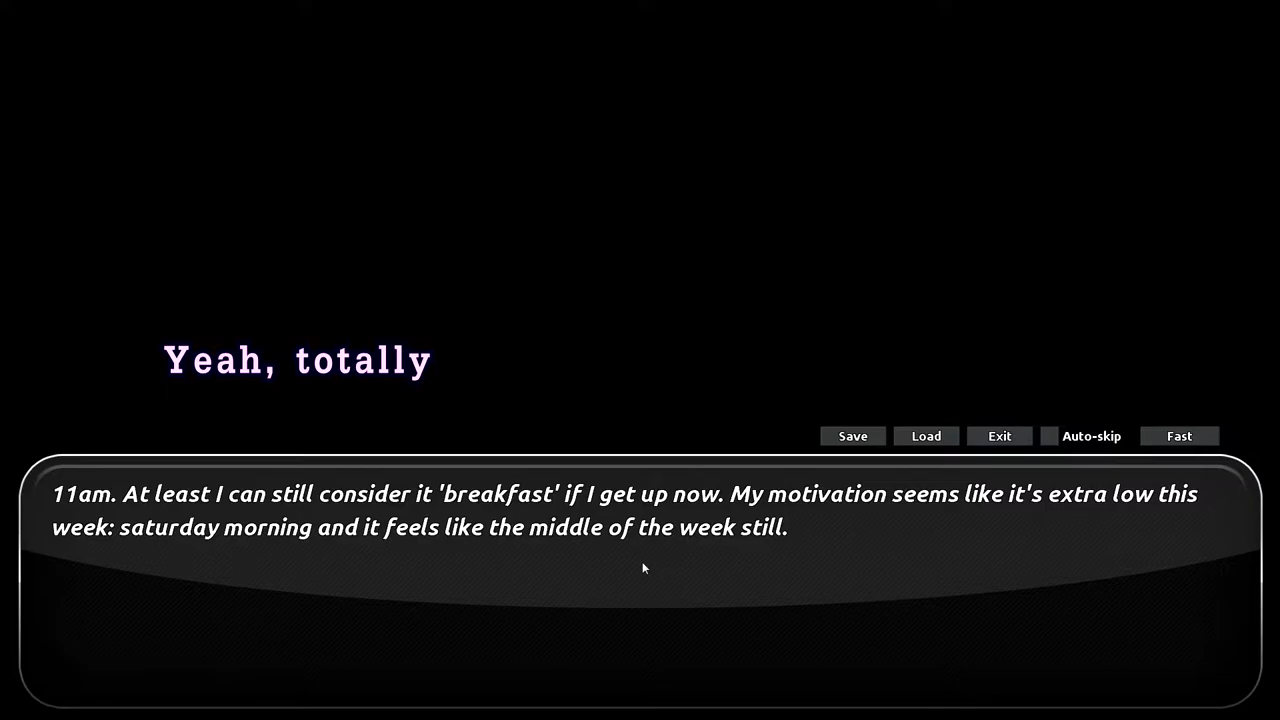 Yeah, totally
Save Load Exit Auto-skip Fast
11am. At least I can still consider it 'breakfast' if I get up now. My motivation seems like it's extra low this
week: saturday morning and it feels like the middle of the week still.